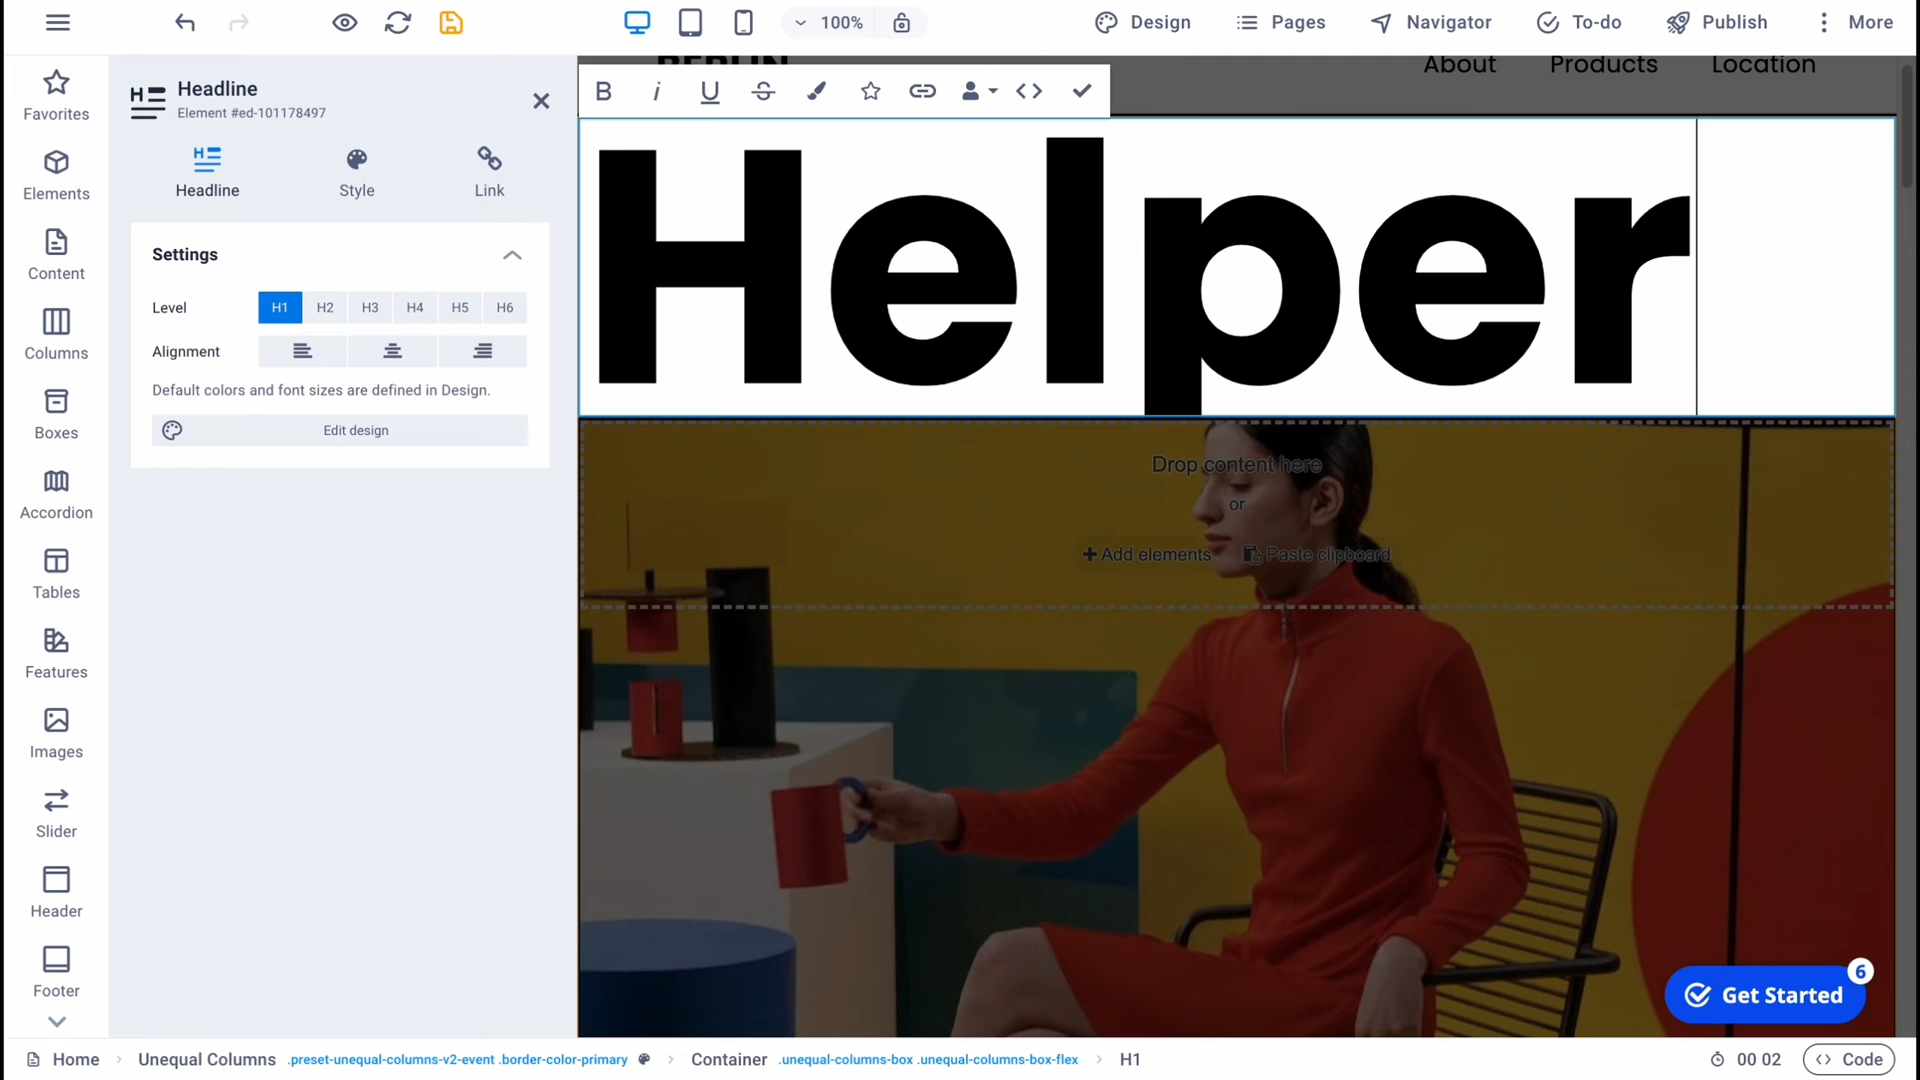 100%
Design
Pages
Navigator
To-do
Publish
More
Favorites
Elements
Content
Columns
Boxes
Accordion
Tables
Features
Images
Slider
Header
Footer
Headline
Element #ed-101178497
Headline
Style
Link
Settings
Level
H1 H2 H3 H4 H5 H6
Alignment
Default colors and font sizes are defined in Design.
Edit design
BERLIN
About
Products
Location
B i U S
Helper
Drop content here
or
Add elements
Paste clipboard
6
Get Started
Home
Unequal Columns .preset-unequal-columns-v2-event .border-color-primary
Container .unequal-columns-box .unequal-columns-box-flex
H1
00 02
Code